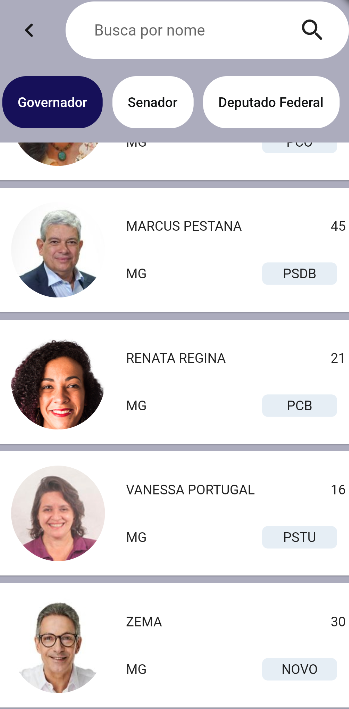 Busca por nome
Governador Senador Deputado Federal
MG PCO
MARCUS PESTANA 45
MG PSDB
RENATA REGINA 21
MG PCB
VANESSA PORTUGAL 16
MG PSTU
ZEMA 30
MG NOVO